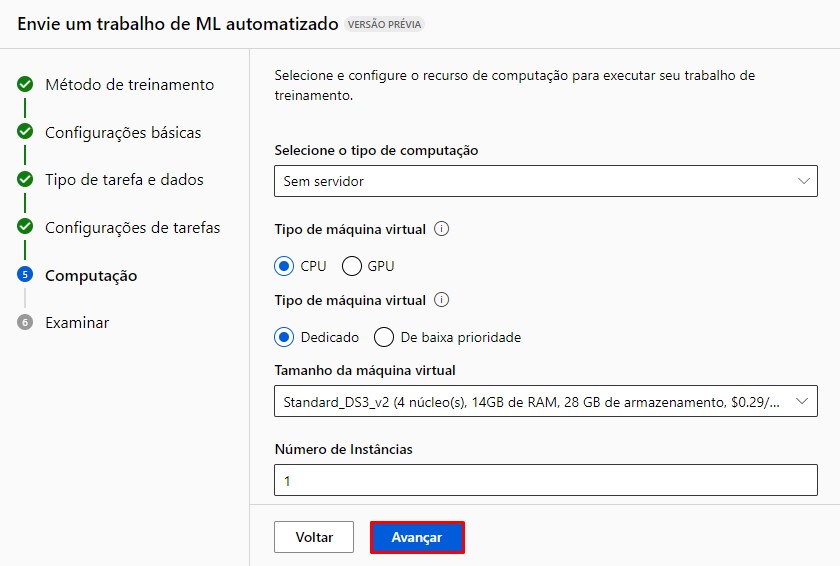 Envie um trabalho de ML automatizado VERSÃO PRÉVIA
Método de treinamento
Configurações básicas
Tipo de tarefa e dados
Configurações de tarefas
5 Computação
6 Examinar
Selecione e configure o recurso de computação para executar seu trabalho de
treinamento.
Selecione o tipo de computação
Sem servidor
Tipo de máquina virtual
CPU GPU
Tipo de máquina virtual
Dedicado De baixa prioridade
Tamanho da máquina virtual
Standard_DS3_v2 (4 núcleo(s), 14GB de RAM, 28 GB de armazenamento, $0.29/...
Número de Instâncias
1
Voltar Avançar